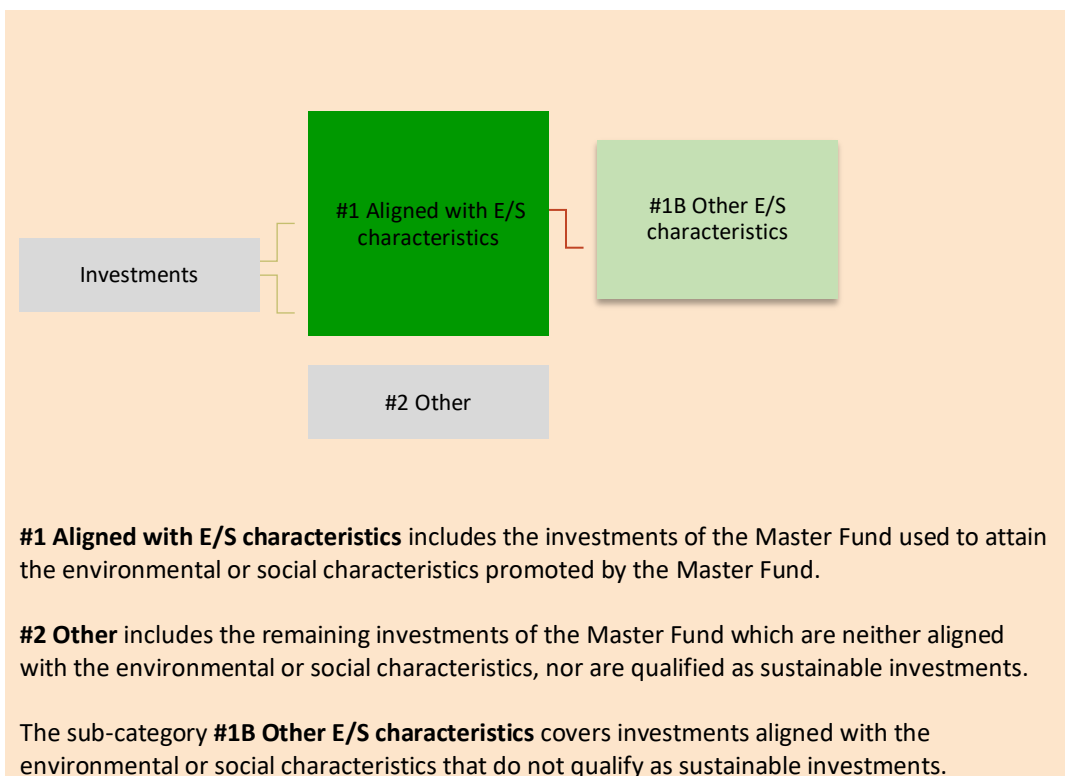 #1 Aligned with E/S
characteristics
#1B Other E/S
characteristics
Investments
#2 Other
#1 Aligned with E/S characteristics includes the investments of the Master Fund used to attain
the environmental or social characteristics promoted by the Master Fund.
#2 Other includes the remaining investments of the Master Fund which are neither aligned
with the environmental or social characteristics, nor are qualified as sustainable investments.
The sub-category #1B Other E/S characteristics covers investments aligned with the
environmental or social characteristics that do not qualify as sustainable investments.